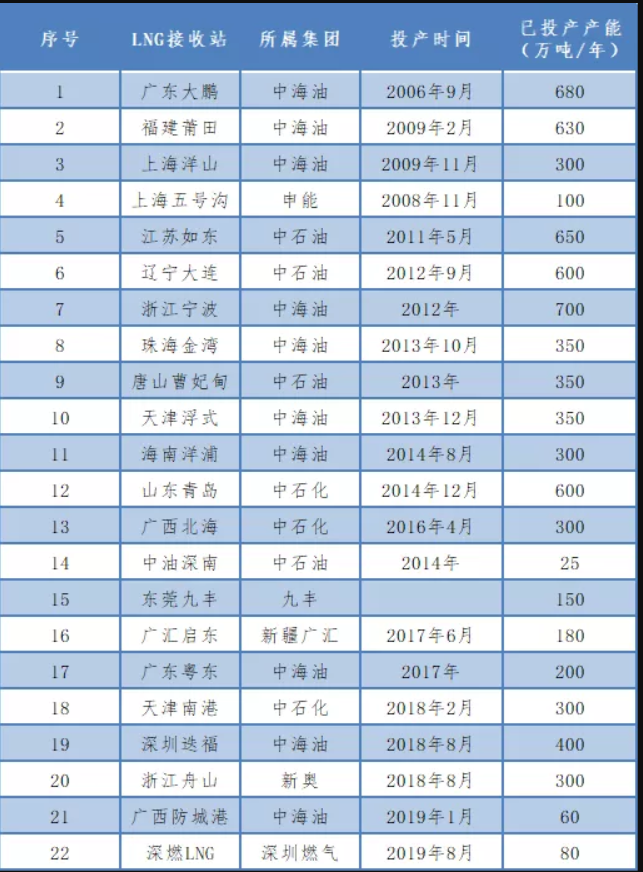 序号 LNG接收站 所属集团 投产时间 已投产产能
（万吨/年）
1 广东大鹏 中海油 2006年9月 680
2 福建莆田 中海油 2009年2月 630
3 上海洋山 中海油 2009年11月 300
4 上海五号沟 申能 2008年11月 100
5 江苏如东 中石油 2011年5月 650
6 辽宁大连 中石油 2012年9月 600
7 浙江宁波 中海油 2012年 700
8 珠海金湾 中海油 2013年10月 350
9 唐山曹妃甸 中石油 2013年 350
10 天津浮式 中海油 2013年12月 350
11 海南洋浦 中海油 2014年8月 300
12 山东青岛 中石化 2014年12月 600
13 广西北海 中石化 2016年4月 300
14 中油深南 中石油 2014年 25
15 东莞九丰 九丰 150
16 广汇启东 新疆广汇 2017年6月 180
17 广东粤东 中海油 2017年 200
18 天津南港 中石化 2018年2月 300
19 深圳迭福 中海油 2018年8月 400
20 浙江舟山 新奥 2018年8月 300
21 广西防城港 中海油 2019年1月 60
22 深燃LNG 深圳燃气 2019年8月 80